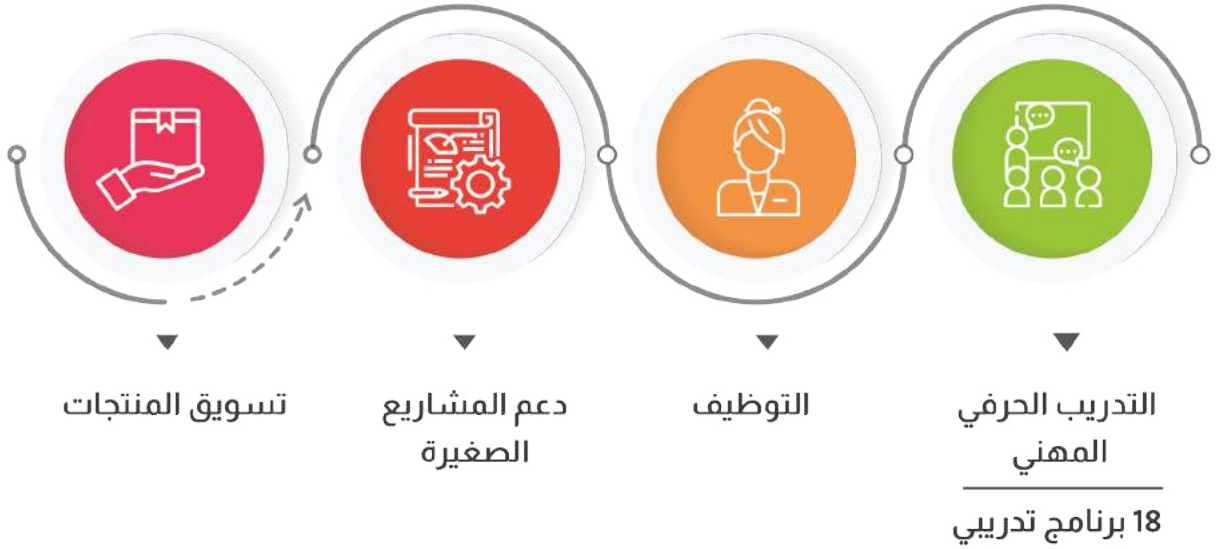 التدريب الحرفي
المهني
18 برنامج تدريبي
التوظيف
دعم المشاريع
الصغيرة
تسويق المنتجات